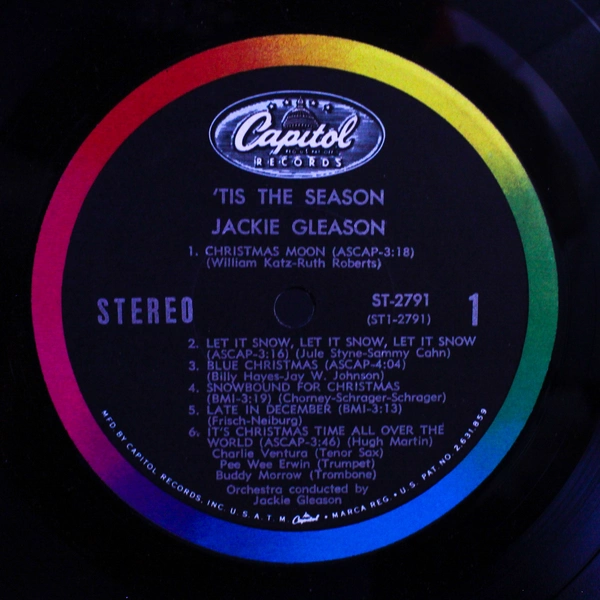 Capitol
RECORDS
'TIS THE SEASON
JACKIE GLEASON
1. CHRISTMAS MOON (ASCAP-3:18)
(William Katz-Ruth Roberts)
STEREO
ST-2791
(ST1-2791)
1
2. LET IT SNOW, LET IT SNOW, LET IT SNOW
(ASCAP-3:16) (Jule Styne-Sammy Cahn)
3. BLUE CHRISTMAS (ASCAP-4:04)
(Billy Hayes-Jay W. Johnson)
4. SNOWBOUND FOR CHRISTMAS
(BMI-3:19) (Chorney-Schrager-Schrager)
5. LATE IN DECEMBER (BMI-3:13)
(Frisch-Neiburg)
6. IT'S CHRISTMAS TIME ALL OVER THE
WORLD (ASCAP-3:46) (Hugh Martin)
Charlie Ventura (Tenor Sax)
Pee Wee Erwin (Trumpet)
Buddy Morrow (Trombone)
Orchestra conducted by
Jackie Gleason
MFD. BY CAPITOL RECORDS, INC. U.S.A. T.M. Capitol • MARCA REG. • U.S. PAT. NO. 2,631,859